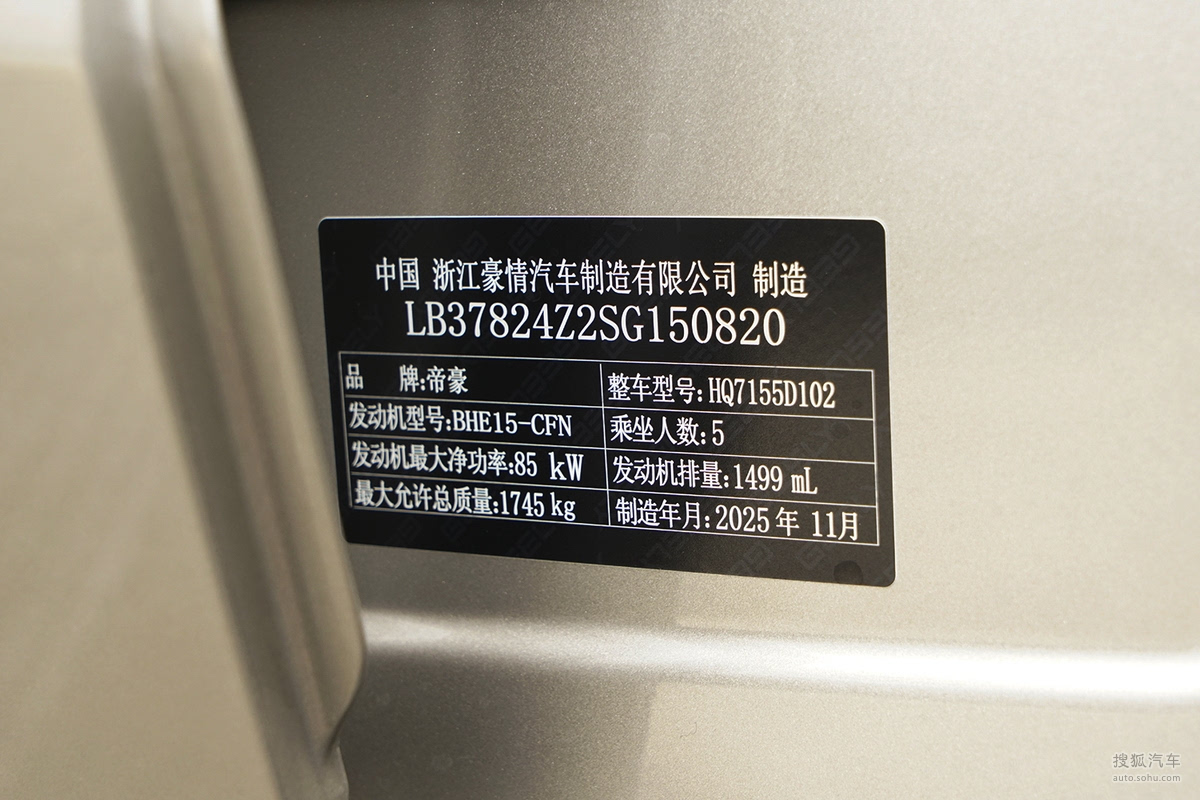 中国 浙江豪情汽车制造有限公司 制造
LB37824Z2SG150820
品 牌:帝豪 整车型号:HQ7155D102
发动机型号:BHE15-CFN 乘坐人数:5
发动机最大净功率:85 kW 发动机排量:1499 mL
最大允许总质量:1745 kg 制造年月:2025年 11月
搜狐汽车
auto.sohu.com